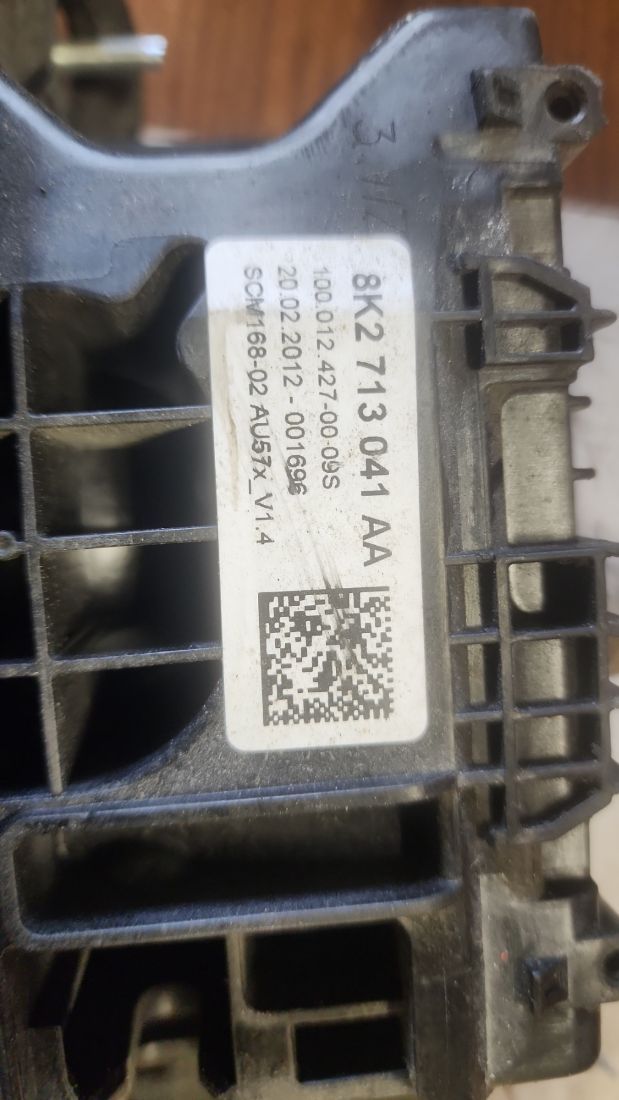 8K2 713 041 AA
100.012.427-00-09S
20.02.2012 - 001696
SCM168-02 AU57x_V1.4